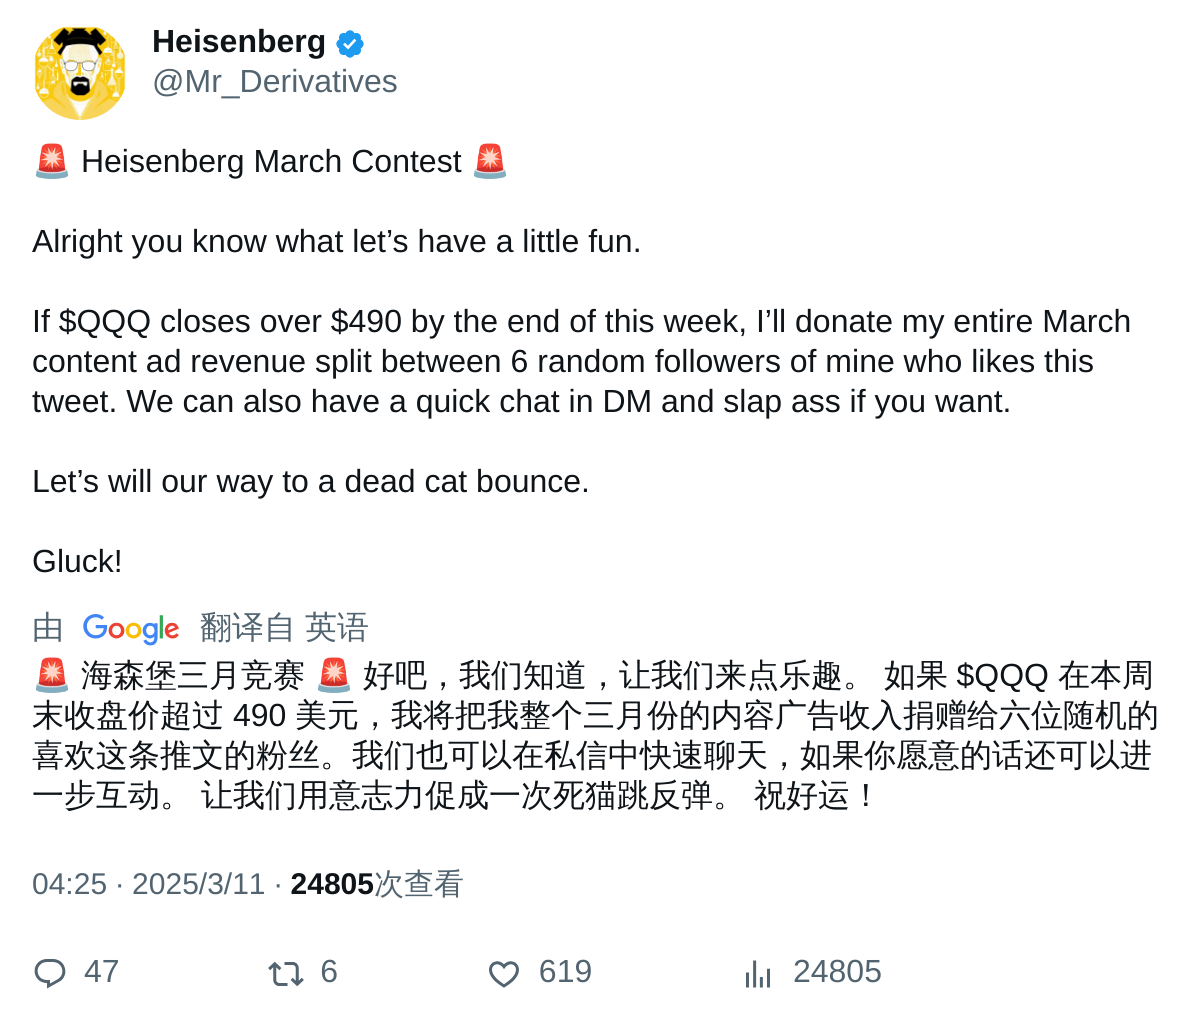 Heisenberg
@Mr_Derivatives
🚨 Heisenberg March Contest 🚨
Alright you know what let’s have a little fun.
If $QQQ closes over $490 by the end of this week, I’ll donate my entire March
content ad revenue split between 6 random followers of mine who likes this
tweet. We can also have a quick chat in DM and slap ass if you want.
Let’s will our way to a dead cat bounce.
Gluck!
由 Google 翻译自 英语
🚨 海森堡三月竞赛 🚨 好吧，我们知道，让我们来点乐趣。 如果 $QQQ 在本周
末收盘价超过 490 美元，我将把我整个三月份的内容广告收入捐赠给六位随机的
喜欢这条推文的粉丝。我们也可以在私信中快速聊天，如果你愿意的话还可以进
一步互动。 让我们用意志力促成一次死猫跳反弹。 祝好运！
04:25 · 2025/3/11 · 24805次查看
47 6 619 24805